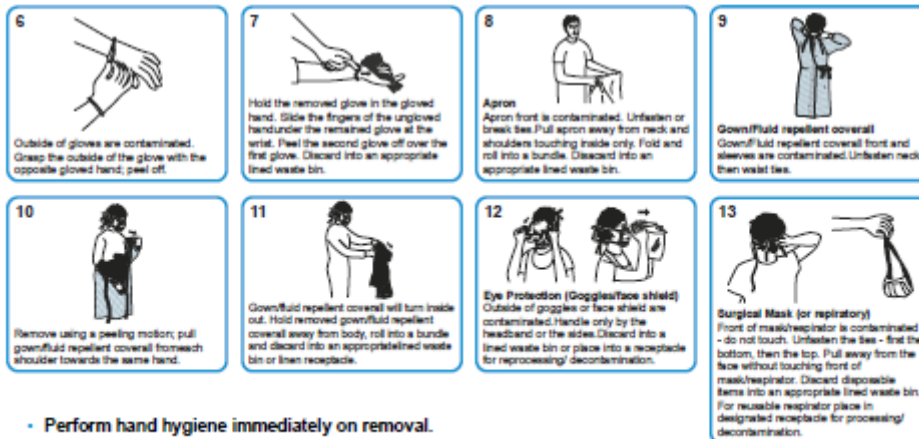 6
Outside of gloves are contaminated.
Grasp the outside of the glove with the
opposite gloved hand; peel off.
7
Hold the removed glove in the gloved
hand. Slide the fingers of the ungloved
handunder the remained glove at the
wrist. Peel the second glove off over the
first glove. Discard into an appropriate
lined waste bin.
8
Apron
Apron front is contaminated. Unfasten or
break ties.Pull apron away from neck and
shoulders touching inside only. Fold and
roll into a bundle. Disacard into an
appropriate lined waste bin.
9
Gown/Fluid repellent coverall
Gown/Fluid repellent coverall front and
sleeves are contaminated.Unfasten neck
then waist ties.
10
Remove using a peeling motion; pull
gown/fluid repellent coverall fromeach
shoulder towards the same hand.
11
Gown/fluid repellent coverall will turn inside
out. Hold removed gown/fluid repellent
coverall away from body, roll into a bundle
and discard into an appropriatelined waste
bin or linen receptacle.
12
Eye Protection (Goggles/face shield)
Outside of goggles or face shield are
contaminated.Handle only by the
headband or the sides.Discard into a
lined waste bin or place into a receptacle
for reprocessing/ decontamination.
13
Surgical Mask (or repiratory)
Front of mask/respirator is contaminated
- do not touch. Unfasten the ties - first the
bottom, then the top. Pull away from the
face without touching front of
mask/respirator. Discard disposable
items into an appropriate lined waste bin.
For reusable respirator place in
designated receptacle for processing/
decontamination.
• Perform hand hygiene immediately on removal.